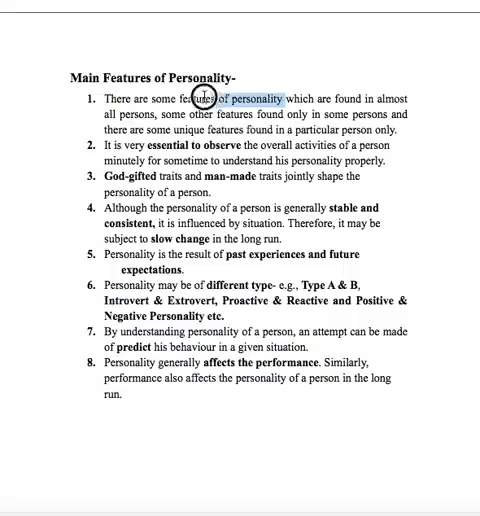 Main Features of Personality-
1. There are some features of personality which are found in almost
all persons, some other features found only in some persons and
there are some unique features found in a particular person only.
2. It is very essential to observe the overall activities of a person
minutely for sometime to understand his personality properly.
3. God-gifted traits and man-made traits jointly shape the
personality of a person.
4. Although the personality of a person is generally stable and
consistent, it is influenced by situation. Therefore, it may be
subject to slow change in the long run.
5. Personality is the result of past experiences and future
expectations.
6. Personality may be of different type- e.g., Type A & B,
Introvert & Extrovert, Proactive & Reactive and Positive &
Negative Personality etc.
7. By understanding personality of a person, an attempt can be made
of predict his behaviour in a given situation.
8. Personality generally affects the performance. Similarly,
performance also affects the personality of a person in the long
run.